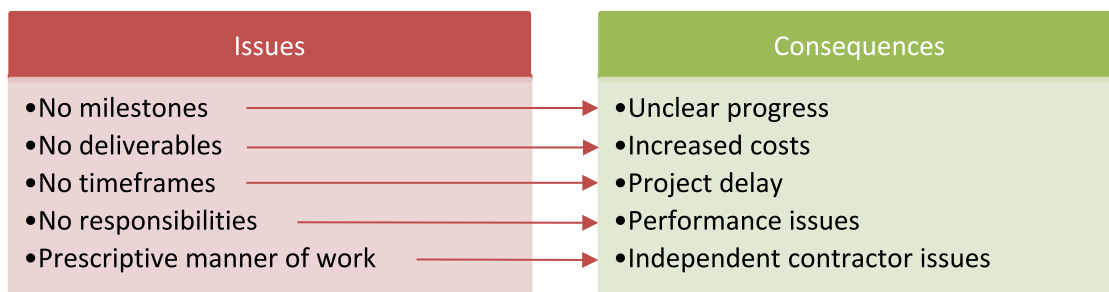 Issues
•No milestones
•No deliverables
•No timeframes
•No responsibilities
•Prescriptive manner of work
Consequences
•Unclear progress
•Increased costs
•Project delay
•Performance issues
•Independent contractor issues